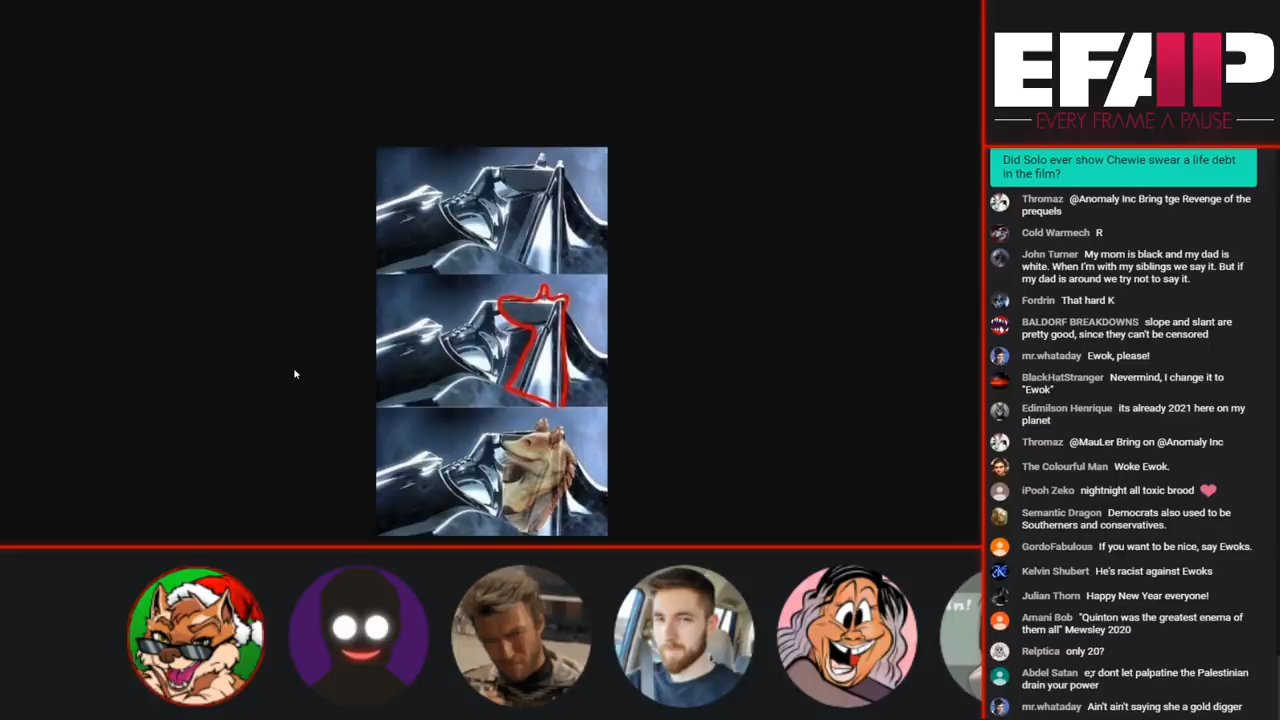 EFAP
EVERY FRAME A PAUSE
Did Solo ever show Chewie swear a life debt
in the film?
Thromaz @Anomaly Inc Bring tge Revenge of the
prequels
Cold Warmech R
John Turner My mom is black and my dad is
white. When I'm with my siblings we say it. But if
my dad is around we try not to say it.
Fordrin That hard K
BALDORF BREAKDOWNS slope and slant are
pretty good, since they can't be censored
mr.whataday Ewok, please!
BlackHatStranger Nevermind, I change it to
"Ewok"
Edimilson Henrique its already 2021 here on my
planet
Thromaz @MauLer Bring on @Anomaly Inc
The Colourful Man Woke Ewok.
iPooh Zeko nightnight all toxic brood
Semantic Dragon Democrats also used to be
Southerners and conservatives.
GordoFabulous If you want to be nice, say Ewoks.
Kelvin Shubert He's racist against Ewoks
Julian Thorn Happy New Year everyone!
Amani Bob "Quinton was the greatest enema of
them all" Mewsley 2020
Relptica only 20?
Abdel Satan e;r dont let palpatine the Palestinian
drain your power
mr.whataday Ain't ain't saying she a gold digger
in!